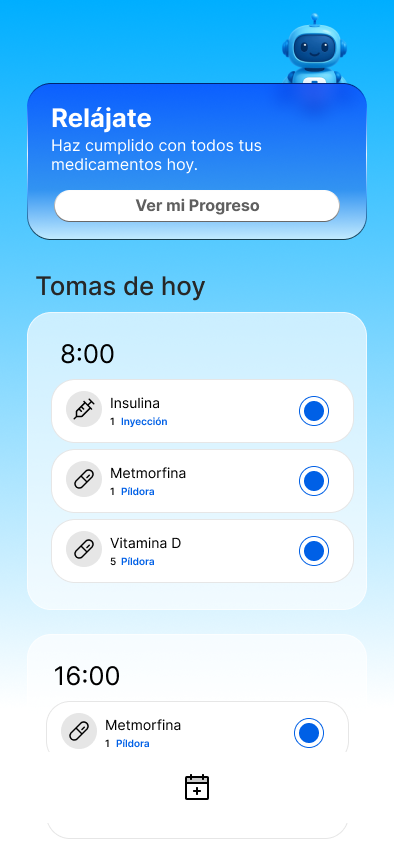 Relájate
Haz cumplido con todos tus
medicamentos hoy.
Ver mi Progreso
Tomas de hoy
8:00
Insulina
1 Inyección
Metmorfina
1 Píldora
Vitamina D
5 Píldora
16:00
Metmorfina
1 Píldora